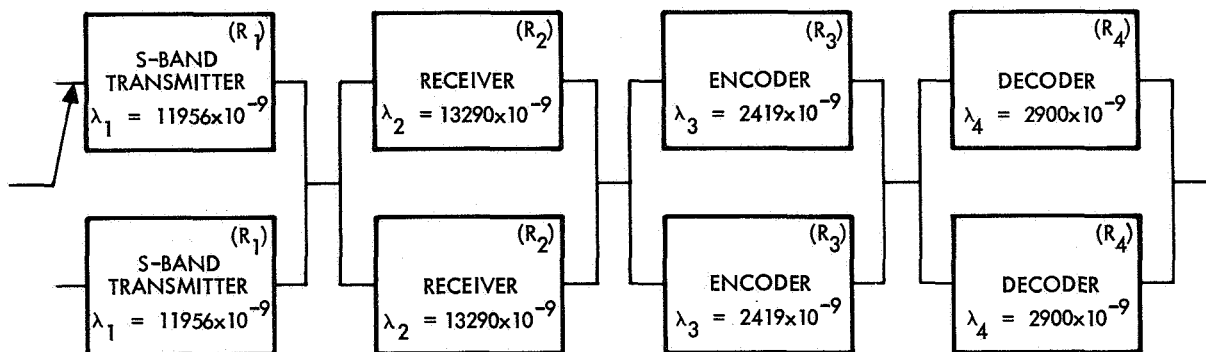 (R₁)
S-BAND
TRANSMITTER
λ₁ = 11956x10⁻⁹
(R₂)
RECEIVER
λ₂ = 13290x10⁻⁹
(R₃)
ENCODER
λ₃ = 2419x10⁻⁹
(R₄)
DECODER
λ₄ = 2900x10⁻⁹
(R₁)
S-BAND
TRANSMITTER
λ₁ = 11956x10⁻⁹
(R₂)
RECEIVER
λ₂ = 13290x10⁻⁹
(R₃)
ENCODER
λ₃ = 2419x10⁻⁹
(R₄)
DECODER
λ₄ = 2900x10⁻⁹